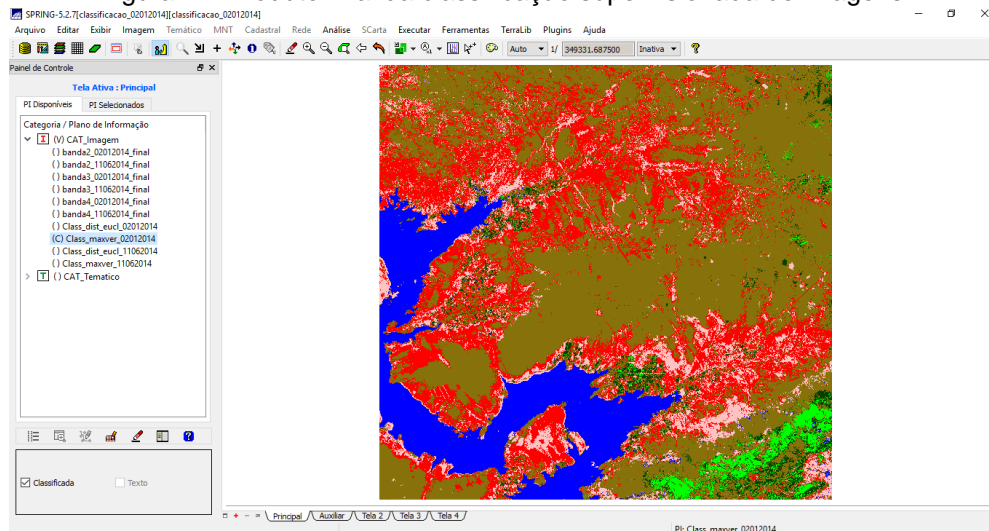 SPRING-5.2.7[classificacao_02012014][classificacao_02012014]
Arquivo Editar Exibir Imagem Temático MNT Cadastral Rede Análise SCarta Executar Ferramentas TerraLib Plugins Ajuda
Auto 1/ 349331.687500 Inativa
Painel de Controle
Tela Ativa : Principal
PI Disponíveis PI Selecionados
Categoria / Plano de Informação
(V) CAT_Imagem
( ) banda2_02012014_final
( ) banda2_11062014_final
( ) banda3_02012014_final
( ) banda3_11062014_final
( ) banda4_02012014_final
( ) banda4_11062014_final
( ) Class_dist_eucl_02012014
(C) Class_maxver_02012014
( ) Class_dist_eucl_11062014
( ) Class_maxver_11062014
( ) CAT_Tematico
Classificada Texto
Principal Auxiliar Tela 2 Tela 3 Tela 4
PI: Class_maxver_02012014